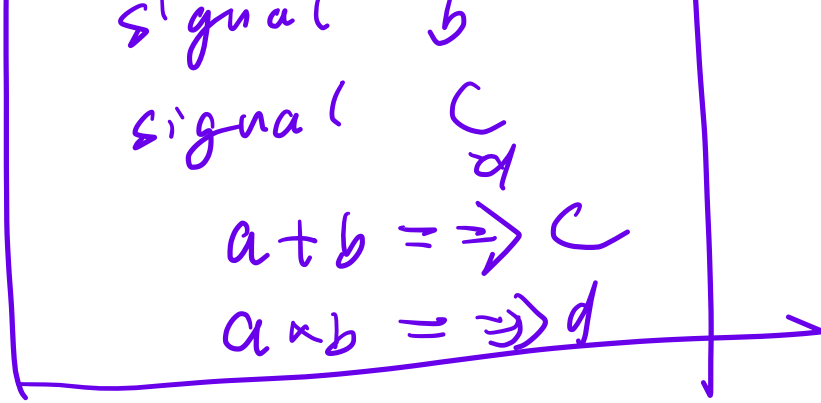 signal b
signal c
d
a + b ==> c
a * b ==> d